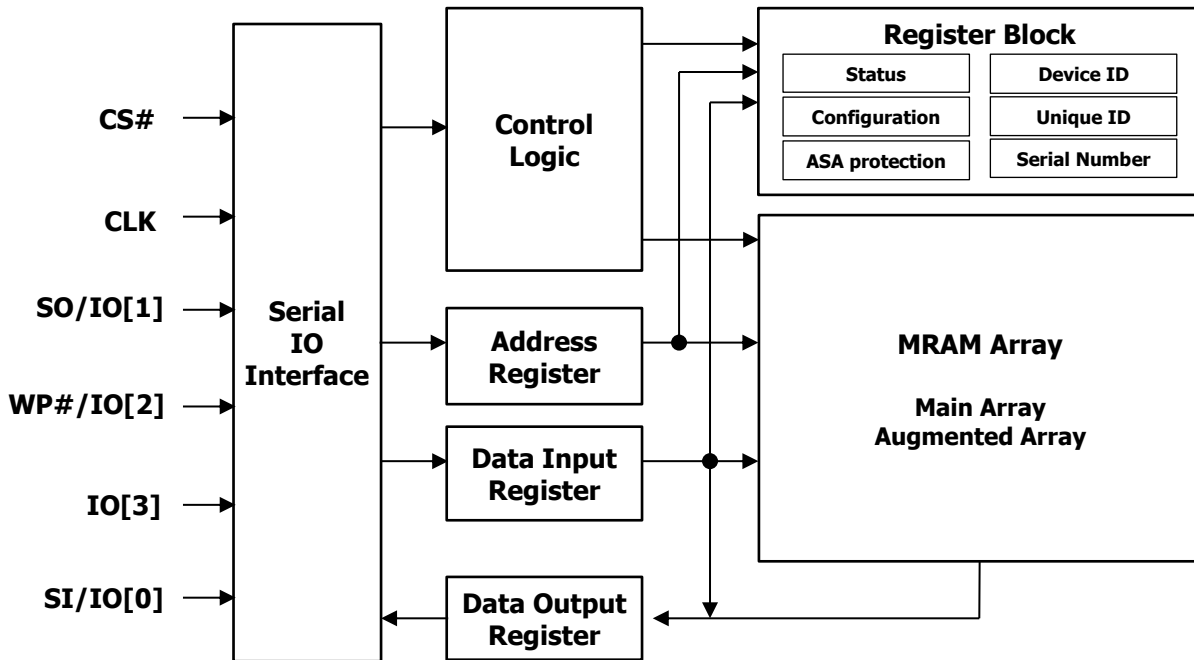 CS#
CLK
SO/IO[1]
WP#/IO[2]
IO[3]
SI/IO[0]
Serial
IO
Interface
Control
Logic
Address
Register
Data Input
Register
Data Output
Register
Register Block
Status
Device ID
Configuration
Unique ID
ASA protection
Serial Number
MRAM Array
Main Array
Augmented Array